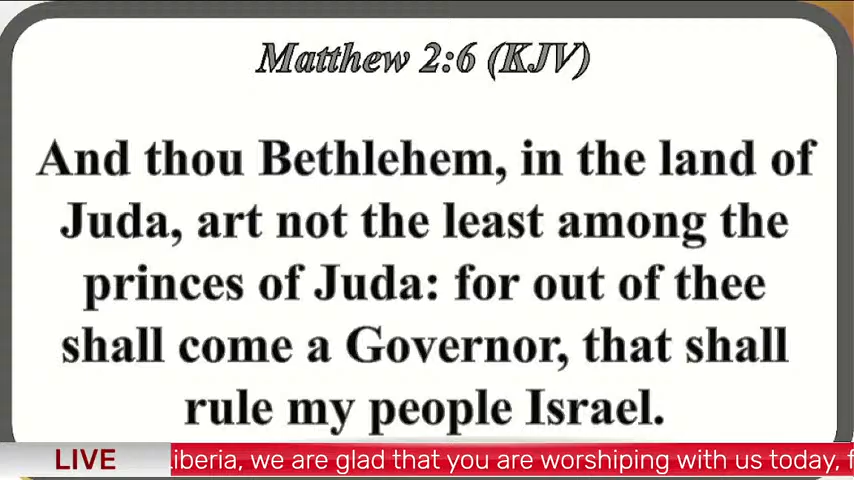 Matthew 2:6 (KJV)
And thou Bethlehem, in the land of
Juda, art not the least among the
princes of Juda: for out of thee
shall come a Governor, that shall
rule my people Israel.
LIVE
we are glad that you are worshiping with us today,